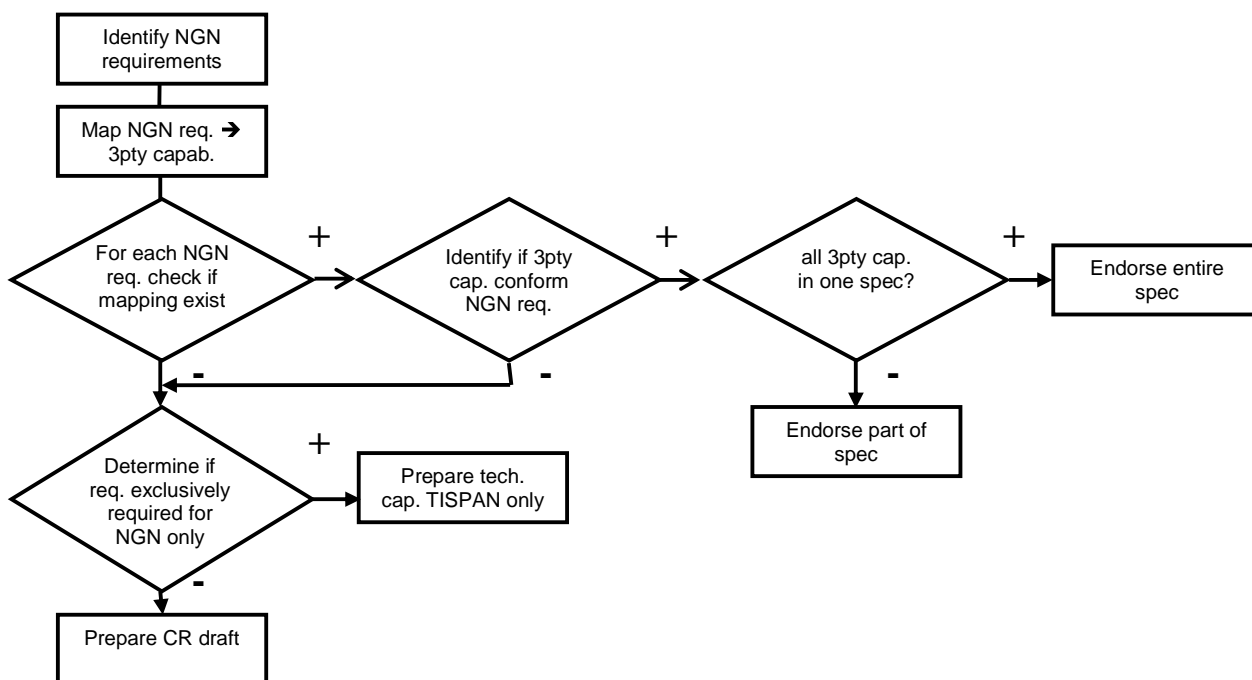 Identify NGN
requirements
Map NGN req. ➔
3pty capab.
For each NGN
req. check if
mapping exist
+
Identify if 3pty
cap. conform
NGN req.
+
all 3pty cap.
in one spec?
+
Endorse entire
spec
-
-
-
Endorse part of
spec
Determine if
req. exclusively
required for
NGN only
+
Prepare tech.
cap. TISPAN only
-
Prepare CR draft